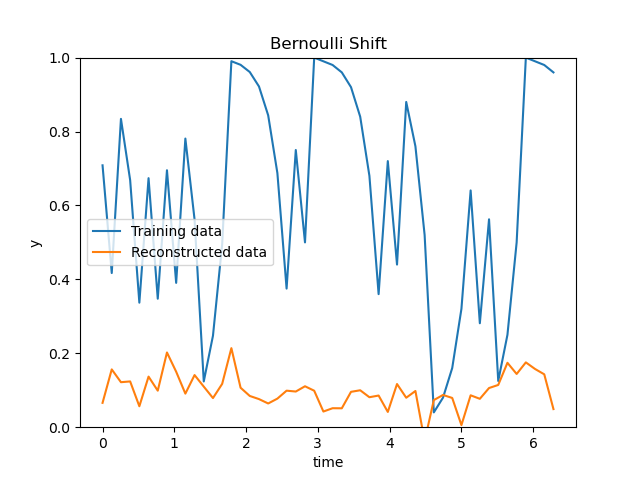 Bernoulli Shift
1.0
0.8
0.6
0.4
0.2
0.0
y
Training data
Reconstructed data
0 1 2 3 4 5 6
time